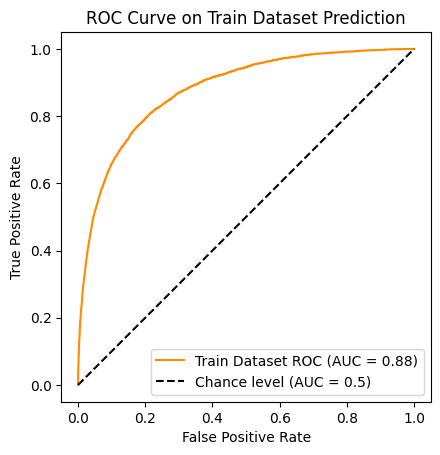 ROC Curve on Train Dataset Prediction
1.0
0.8
0.6
0.4
0.2
0.0
True Positive Rate
Train Dataset ROC (AUC = 0.88)
Chance level (AUC = 0.5)
0.0 0.2 0.4 0.6 0.8 1.0
False Positive Rate